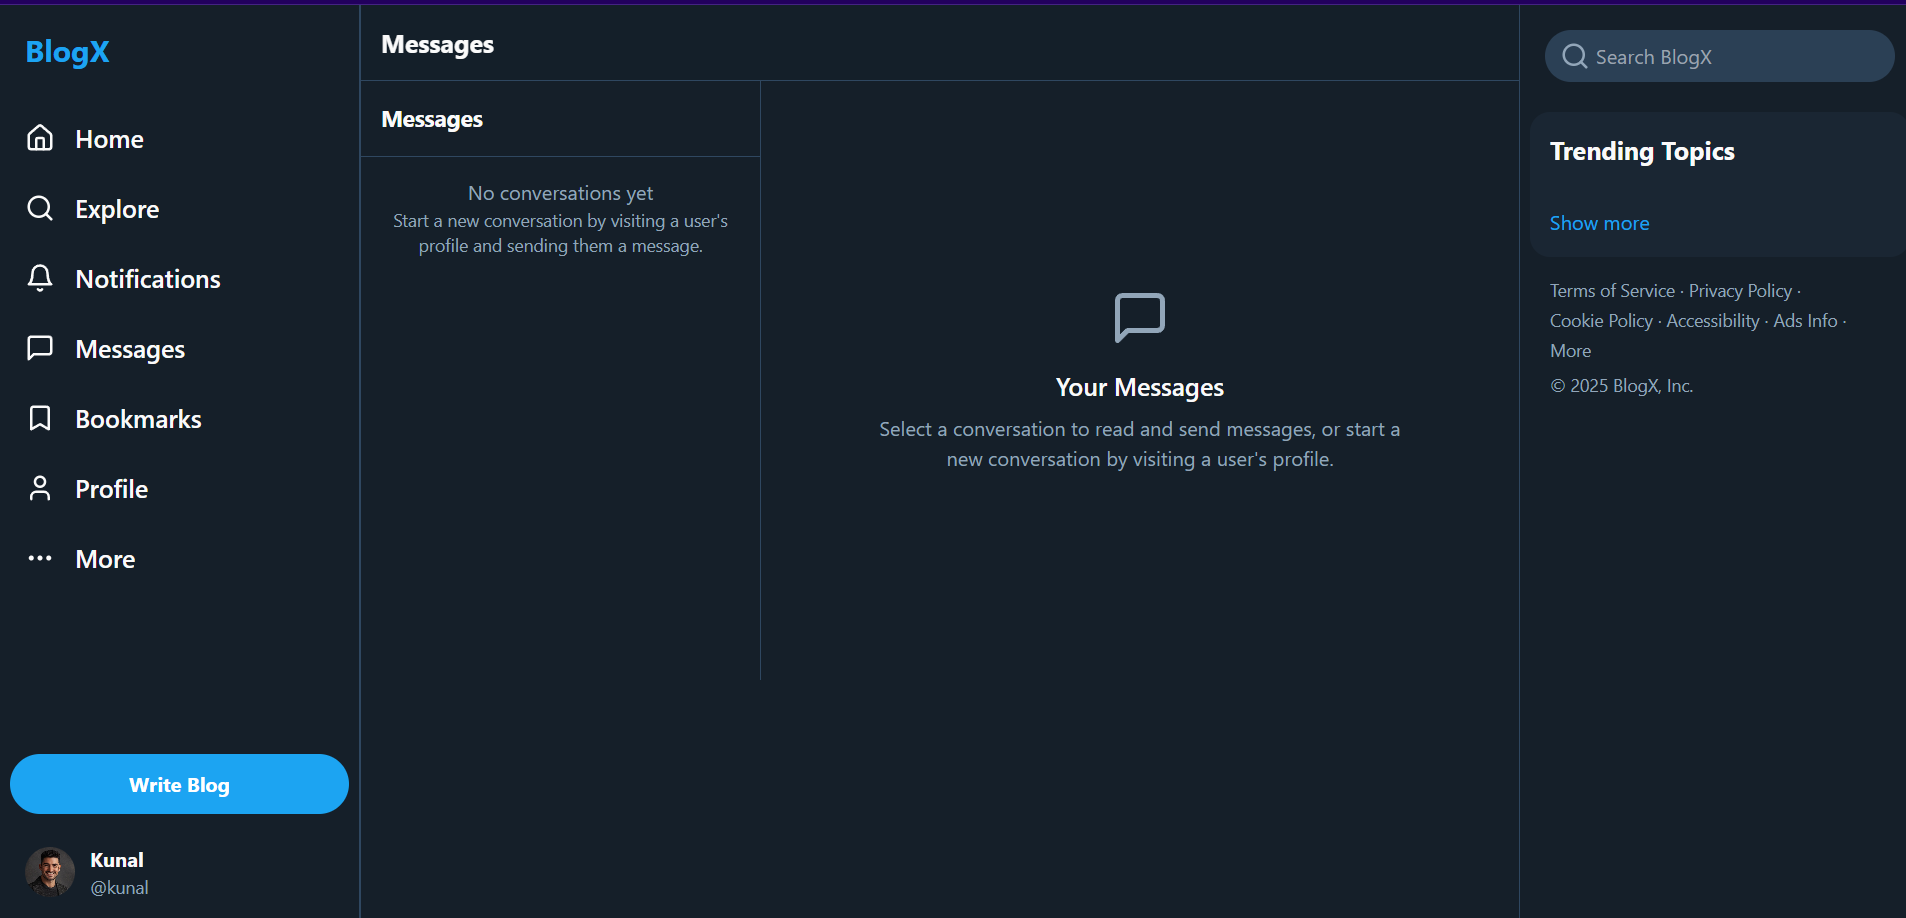 BlogX
Home
Explore
Notifications
Messages
Bookmarks
Profile
More
Write Blog
Kunal
@kunal
Messages
Messages
No conversations yet
Start a new conversation by visiting a user's
profile and sending them a message.
Your Messages
Select a conversation to read and send messages, or start a
new conversation by visiting a user's profile.
Search BlogX
Trending Topics
Show more
Terms of Service · Privacy Policy ·
Cookie Policy · Accessibility · Ads Info ·
More
© 2025 BlogX, Inc.